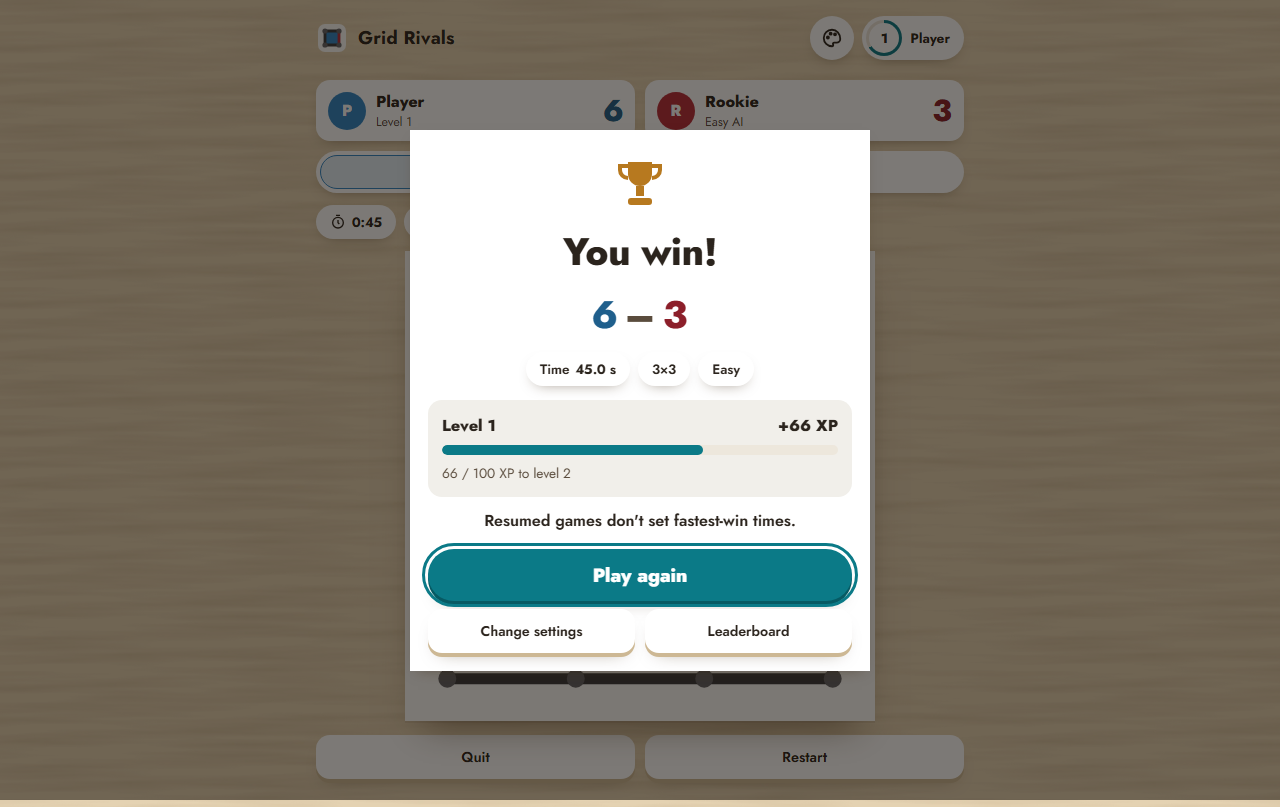 Grid Rivals
1 Player
P Player 6
Level 1
R Rookie 3
Easy AI
0:45
You win!
6 – 3
Time 45.0 s 3×3 Easy
Level 1 +66 XP
66 / 100 XP to level 2
Resumed games don't set fastest-win times.
Play again
Change settings Leaderboard
Quit Restart